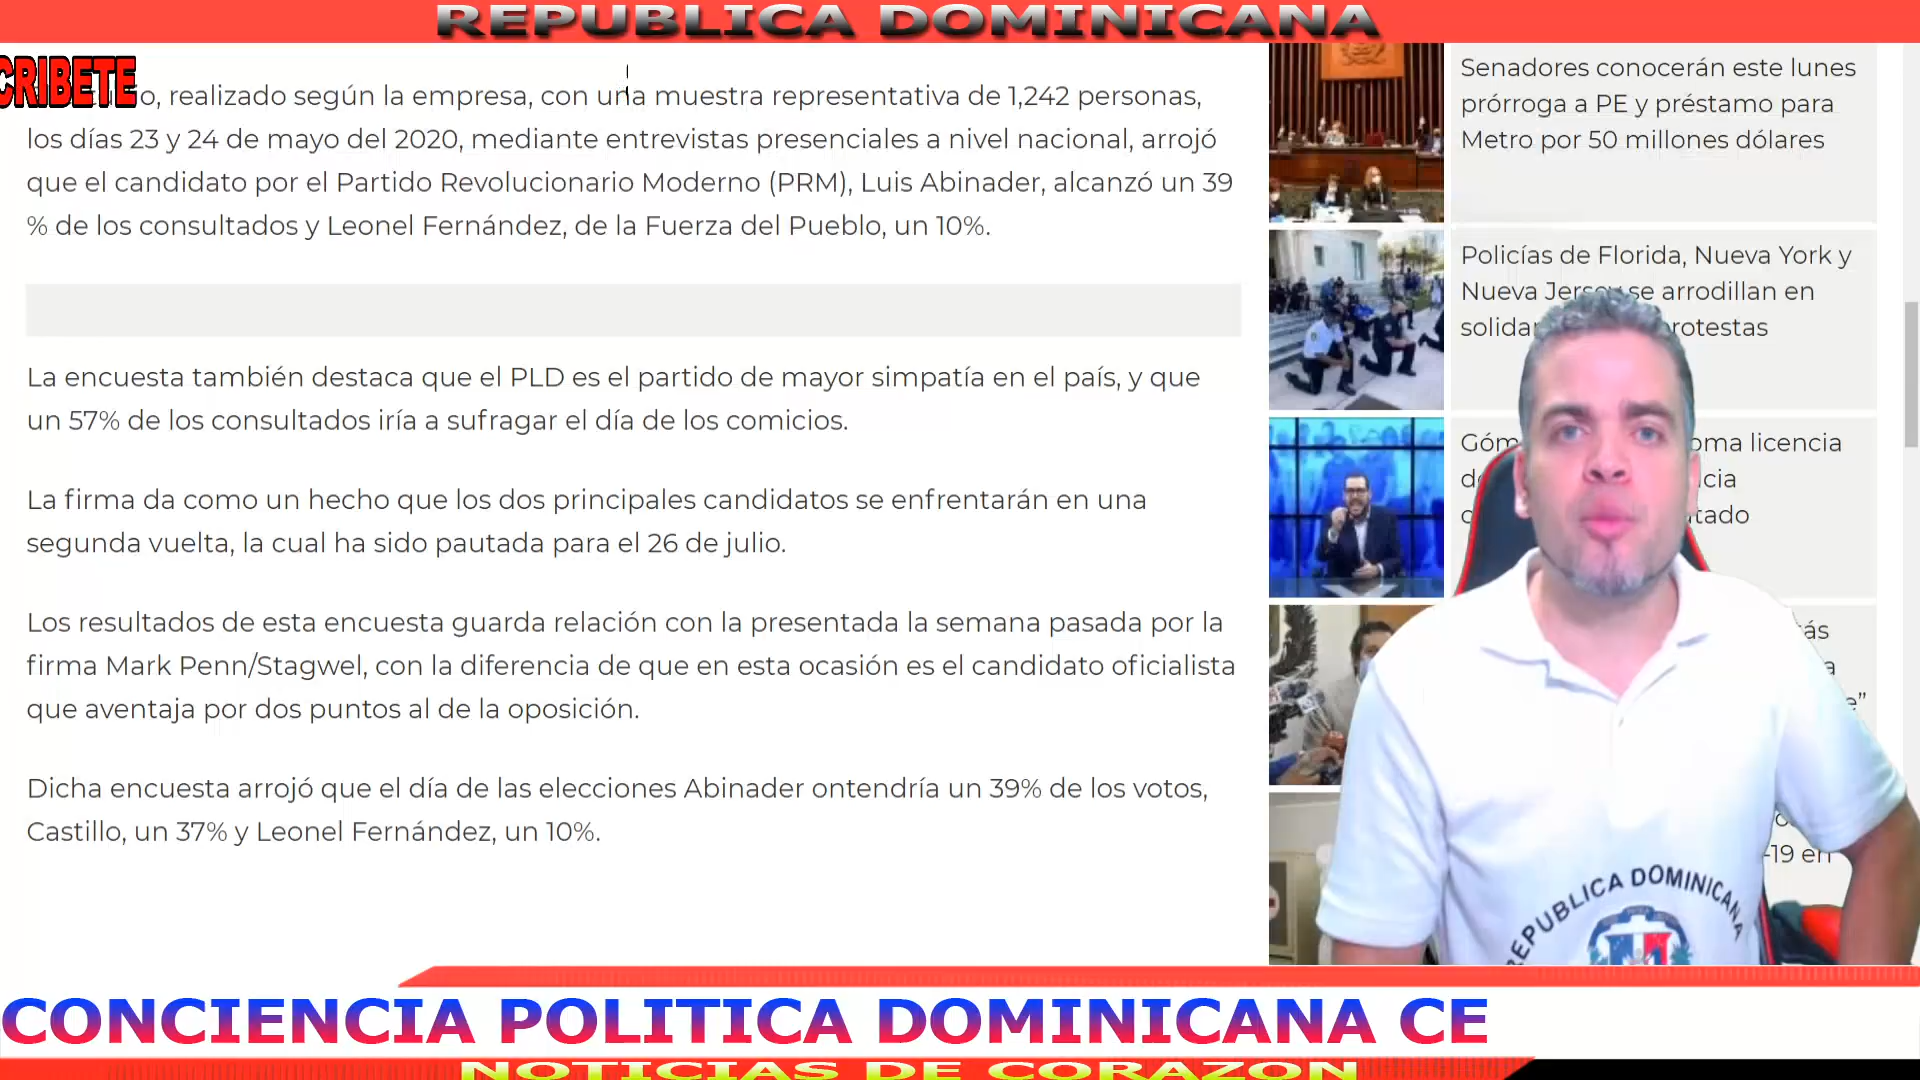 REPUBLICA DOMINICANA
CRIBETE
o, realizado según la empresa, con una muestra representativa de 1,242 personas,
los días 23 y 24 de mayo del 2020, mediante entrevistas presenciales a nivel nacional, arrojó
que el candidato por el Partido Revolucionario Moderno (PRM), Luis Abinader, alcanzó un 39
% de los consultados y Leonel Fernández, de la Fuerza del Pueblo, un 10%.
La encuesta también destaca que el PLD es el partido de mayor simpatía en el país, y que
un 57% de los consultados iría a sufragar el día de los comicios.
La firma da como un hecho que los dos principales candidatos se enfrentarán en una
segunda vuelta, la cual ha sido pautada para el 26 de julio.
Los resultados de esta encuesta guarda relación con la presentada la semana pasada por la
firma Mark Penn/Stagwel, con la diferencia de que en esta ocasión es el candidato oficialista
que aventaja por dos puntos al de la oposición.
Dicha encuesta arrojó que el día de las elecciones Abinader ontendría un 39% de los votos,
Castillo, un 37% y Leonel Fernández, un 10%.
Senadores conocerán este lunes
prórroga a PE y préstamo para
Metro por 50 millones dólares
Policías de Florida, Nueva York y
Nueva Jersey se arrodillan en
solida rotestas
Góm oma licencia
d cia
c tado
ás
a
e”
-19 en
REPUBLICA DOMINICANA
CONCIENCIA POLITICA DOMINICANA CE
NOTICIAS DE CORAZON